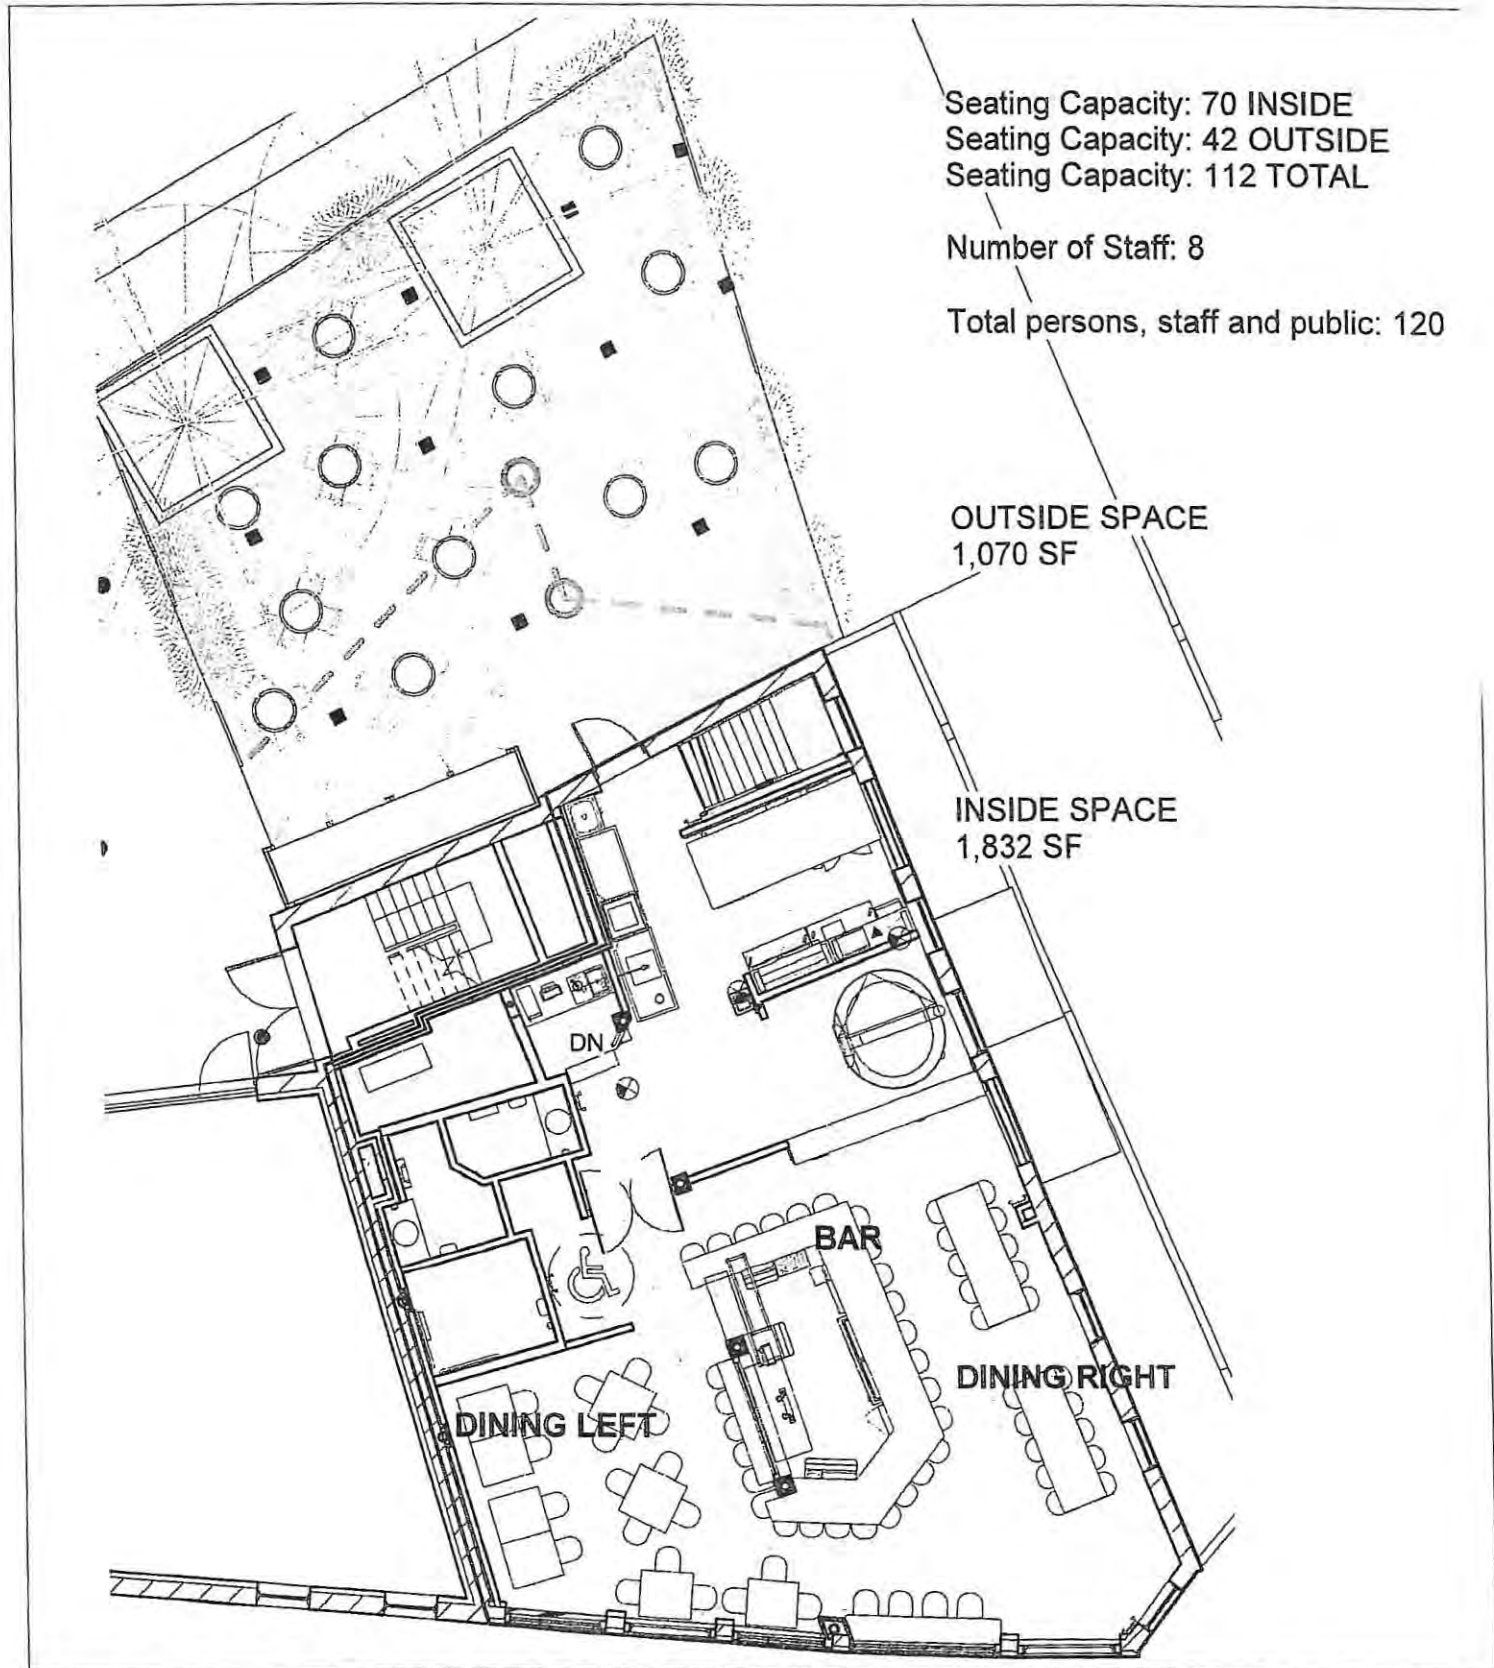 Seating Capacity: 70 INSIDE
Seating Capacity: 42 OUTSIDE
Seating Capacity: 112 TOTAL
Number of Staff: 8
Total persons, staff and public: 120
OUTSIDE SPACE
1,070 SF
INSIDE SPACE
1,832 SF
DN
BAR
DINING RIGHT
DINING LEFT